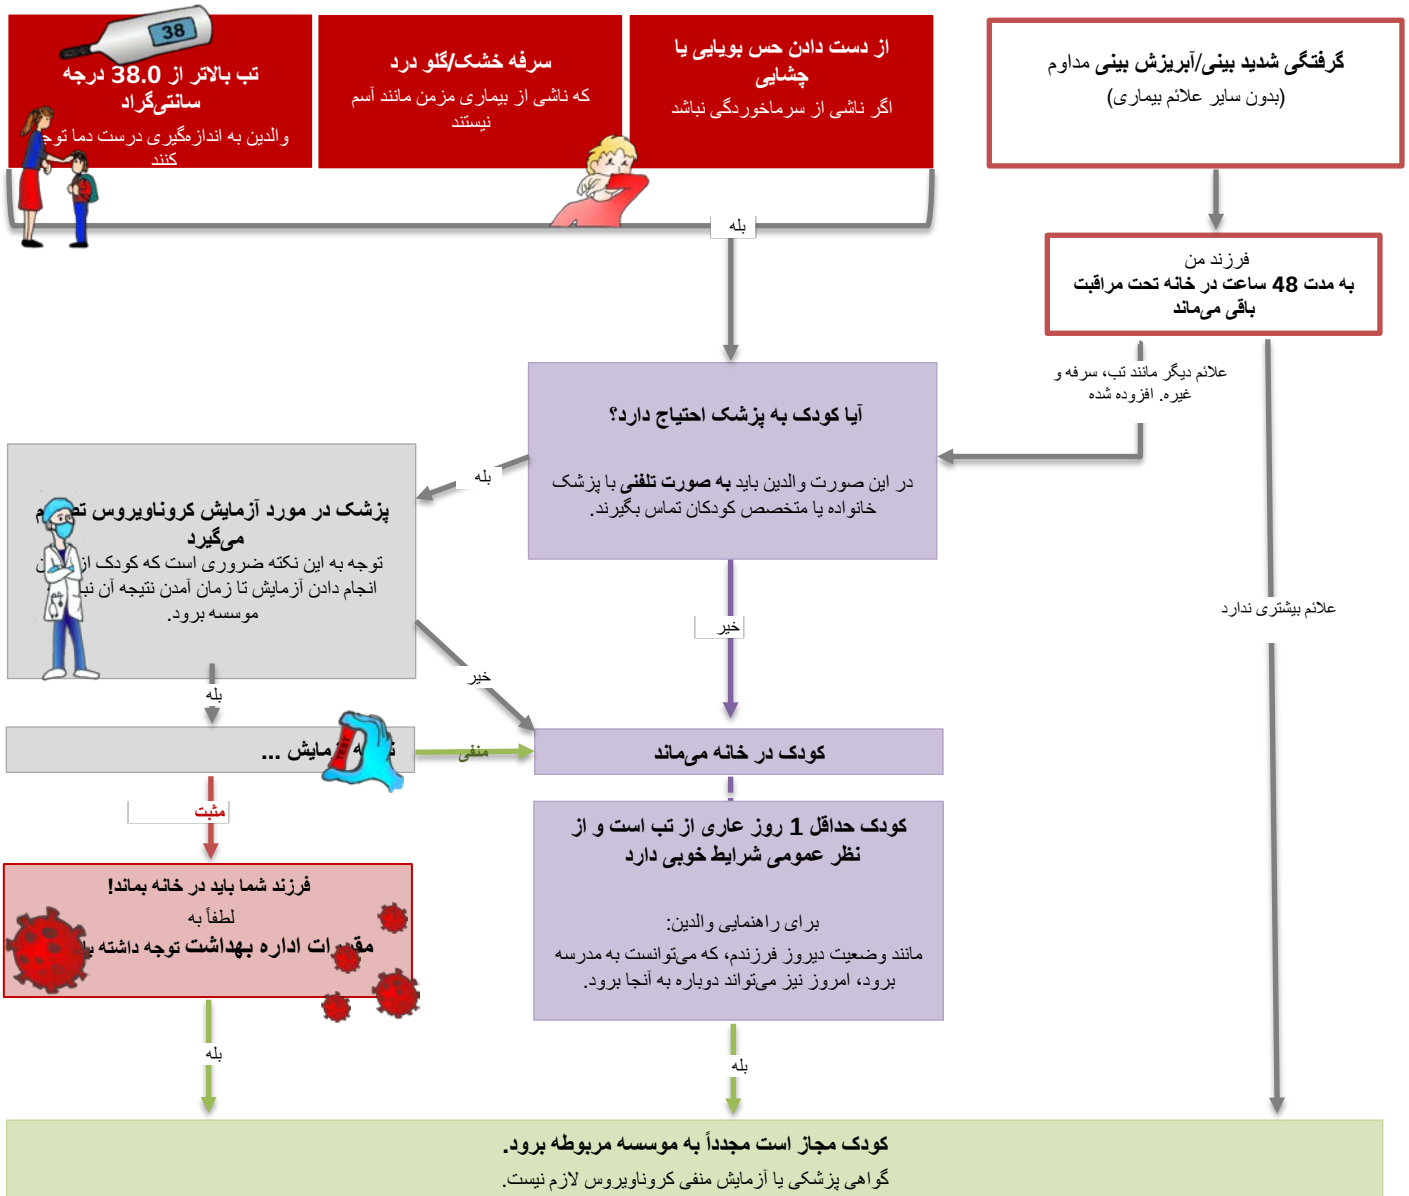 از دست دادن حس بویایی یا
چشایی
اگر ناشی از سرماخوردگی نباشد
سرفه خشک/گلو درد
که ناشی از بیماری مزمن مانند آسم
نیستند
38
تب بالاتر از 38.0 درجه
سانتی‌گراد
والدین به اندازه‌گیری درست دما
کنند
گرفتگی شدید بینی/آبریزش بینی مداوم
(بدون سایر علائم بیماری)
بله
فرزند من
به مدت 48 ساعت در خانه تحت مراقبت
باقی می‌ماند
علائم دیگر مانند تب، سرفه و
غیره. افزوده شده
آیا کودک به پزشک احتیاج دارد؟
در این صورت والدین باید به صورت تلفنی با پزشک
خانواده یا متخصص کودکان تماس بگیرند.
بله
پزشک در مورد آزمایش کروناویروس
می‌گیرد
توجه به این نکته ضروری است که کودک از
انجام دادن آزمایش تا زمان آمدن نتیجه آن
موسسه برود.
علائم بیشتری ندارد
خیر
خیر
بله
کودک در خانه می‌ماند
منفی
...
TEST
مثبت
کودک حداقل 1 روز عاری از تب است و از
نظر عمومی شرایط خوبی دارد
برای راهنمایی والدین:
مانند وضعیت دیروز فرزندم، که می‌توانست به مدرسه
برود، امروز نیز می‌تواند دوباره به آنجا برود.
فرزند شما باید در خانه بماند!
لطفاً به
مقررات اداره بهداشت توجه داشته
بله
بله
کودک مجاز است مجدداً به موسسه مربوطه برود.
گواهی پزشکی یا آزمایش منفی کروناویروس لازم نیست.